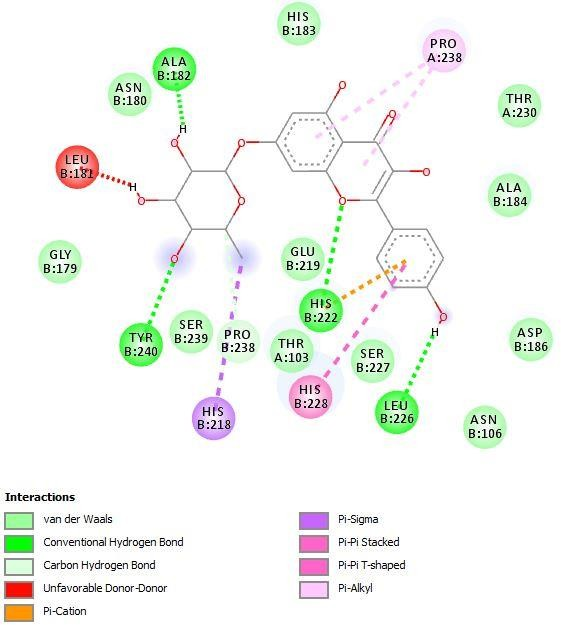 HIS
B:183
PRO
A:238
ALA
B:182
ASN
B:180
THR
A:230
LEU
B:181
H
H
O
O
O
O
O
O
O
O
O
ALA
B:184
GLY
B:179
GLU
B:219
HIS
B:222
TYR
B:240
SER
B:239
PRO
B:238
THR
A:103
SER
B:227
O
H
ASP
B:186
HIS
B:218
HIS
B:228
LEU
B:226
ASN
B:106
Interactions
van der Waals
Conventional Hydrogen Bond
Carbon Hydrogen Bond
Unfavorable Donor-Donor
Pi-Cation
Pi-Sigma
Pi-Pi Stacked
Pi-Pi T-shaped
Pi-Alkyl